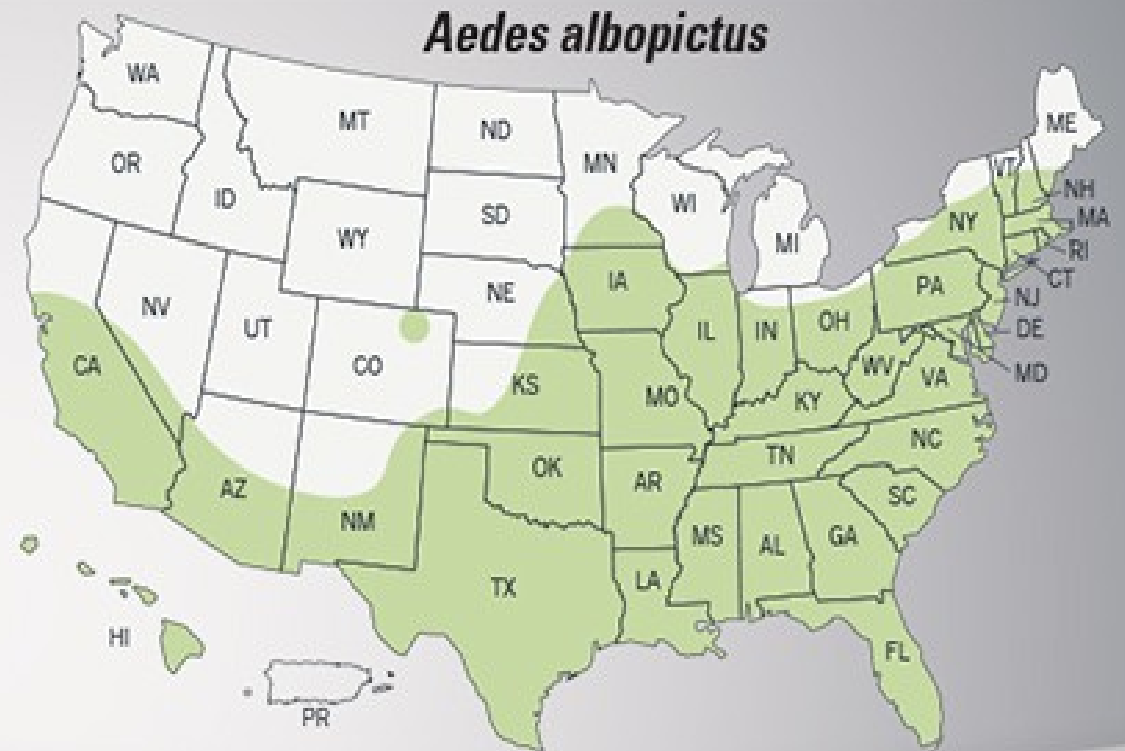 Aedes albopictus
WA
MT
ND
MN
ME
VT
OR
ID
SD
WI
NH
MA
NY
WY
MI
RI
CT
NE
IA
PA
NJ
NV
UT
IL
IN
OH
DE
CA
CO
KS
MO
WV
VA
MD
KY
NC
TN
AZ
OK
AR
SC
NM
MS
AL
GA
TX
LA
HI
FL
PR